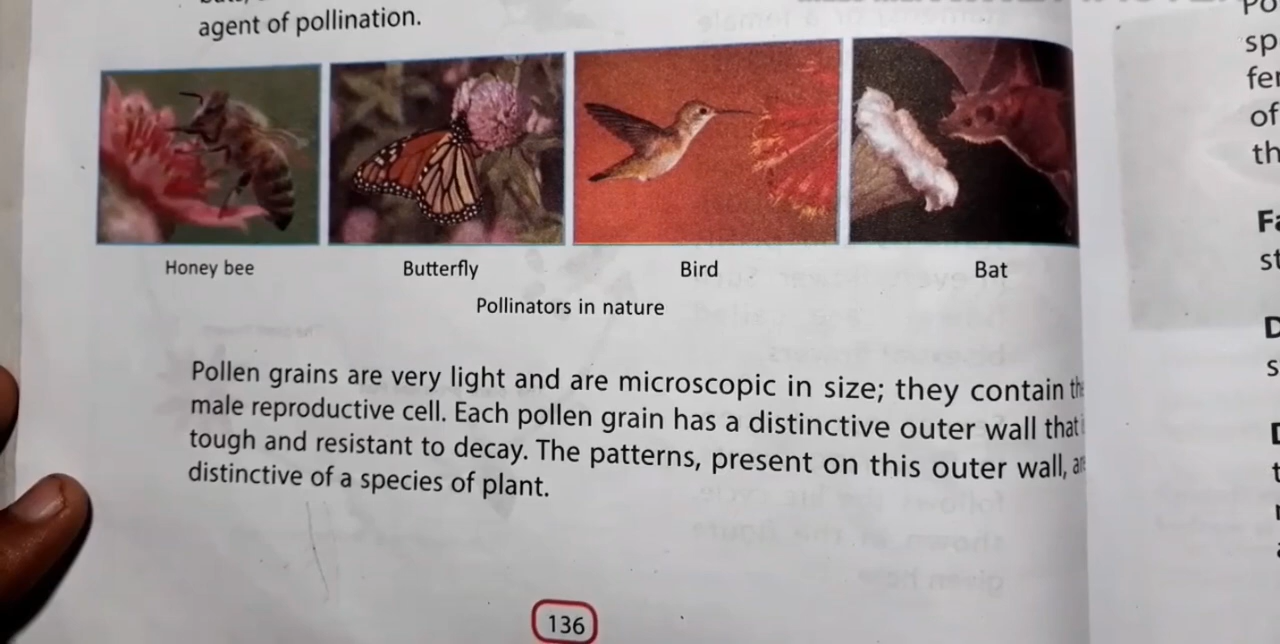 agent of pollination.
Honey bee
Butterfly
Bird
Bat
Pollinators in nature
Pollen grains are very light and are microscopic in size; they contain
male reproductive cell. Each pollen grain has a distinctive outer wall that
tough and resistant to decay. The patterns, present on this outer wall,
distinctive of a species of plant.
136
of